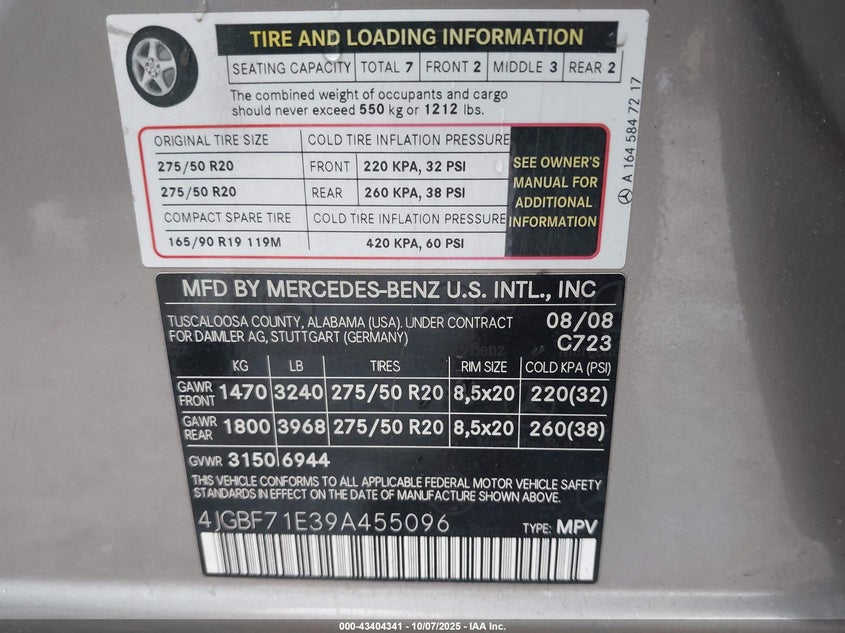 TIRE AND LOADING INFORMATION
SEATING CAPACITY TOTAL 7 FRONT 2 MIDDLE 3 REAR 2
The combined weight of occupants and cargo
should never exceed 550 kg or 1212 lbs.
ORIGINAL TIRE SIZE COLD TIRE INFLATION PRESSURE
275/50 R20 FRONT 220 KPA, 32 PSI
275/50 R20 REAR 260 KPA, 38 PSI
COMPACT SPARE TIRE COLD TIRE INFLATION PRESSURE
165/90 R19 119M 420 KPA, 60 PSI
SEE OWNER'S
MANUAL FOR
ADDITIONAL
INFORMATION
A 164 584 72 17
MFD BY MERCEDES-BENZ U.S. INTL., INC
TUSCALOOSA COUNTY, ALABAMA (USA). UNDER CONTRACT 08/08
FOR DAIMLER AG, STUTTGART (GERMANY) C723
KG LB TIRES RIM SIZE COLD KPA (PSI)
GAWR FRONT 1470 3240 275/50 R20 8,5x20 220(32)
GAWR REAR 1800 3968 275/50 R20 8,5x20 260(38)
GVWR 3150 6944
THIS VEHICLE CONFORMS TO ALL APPLICABLE FEDERAL MOTOR VEHICLE SAFETY
STANDARDS IN EFFECT ON THE DATE OF MANUFACTURE SHOWN ABOVE.
4JGBF71E39A455096 TYPE: MPV
000-43404341 | 10/07/2025 - IAA Inc.